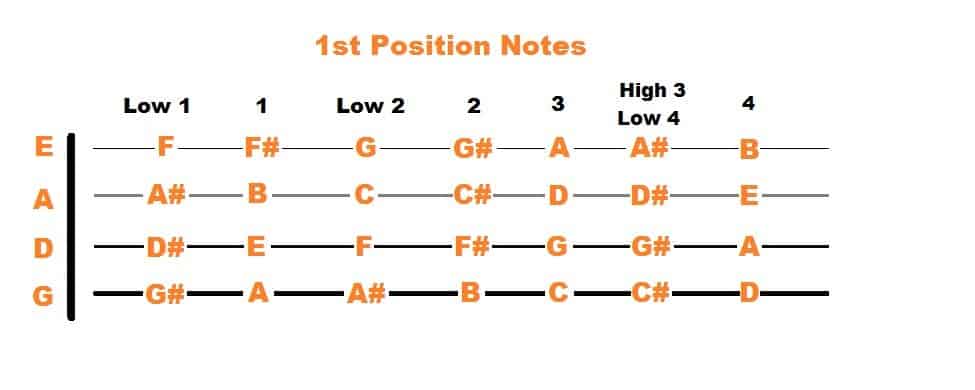 1st Position Notes
Low 1 1 Low 2 2 3 High 3 Low 4 4
E F F# G G# A A# B
A A# B C C# D D# E
D D# E F F# G G# A
G G# A A# B C C# D